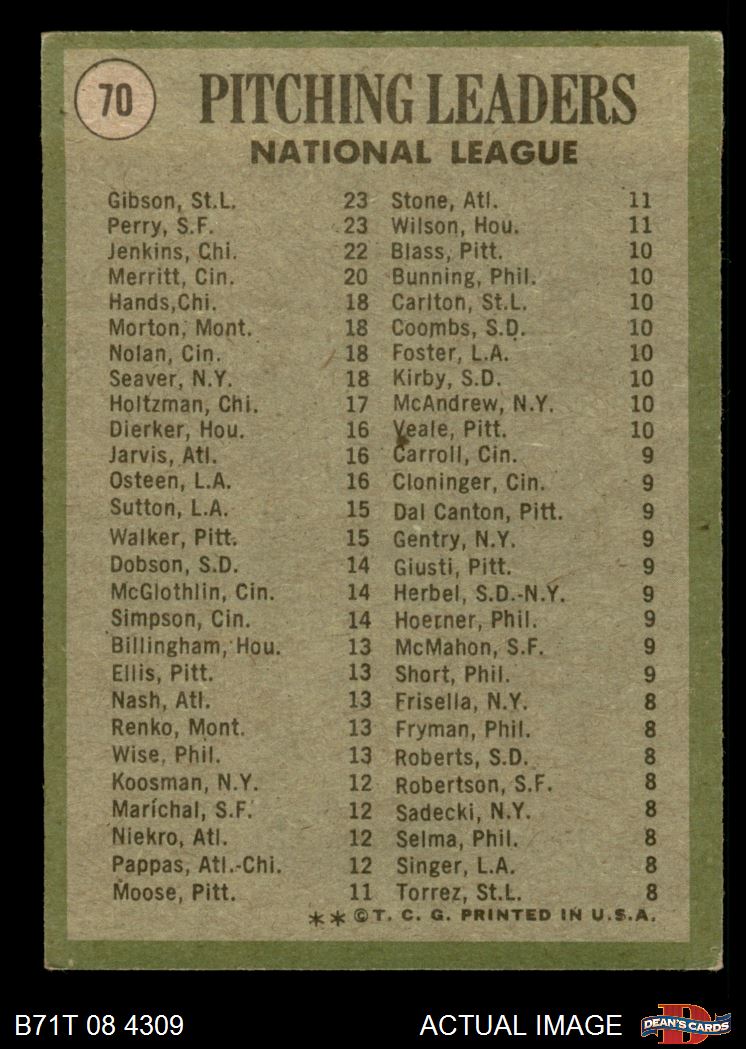 70
PITCHING LEADERS
NATIONAL LEAGUE
Gibson, St.L. 23
Perry, S.F. 23
Jenkins, Chi. 22
Merritt, Cin. 20
Hands,Chi. 18
Morton, Mont. 18
Nolan, Cin. 18
Seaver, N.Y. 18
Holtzman, Chi. 17
Dierker, Hou. 16
Jarvis, Atl. 16
Osteen, L.A. 16
Sutton, L.A. 15
Walker, Pitt. 15
Dobson, S.D. 14
McGlothlin, Cin. 14
Simpson, Cin. 14
Billingham, Hou. 13
Ellis, Pitt. 13
Nash, Atl. 13
Renko, Mont. 13
Wise, Phil. 13
Koosman, N.Y. 12
Marichal, S.F. 12
Niekro, Atl. 12
Pappas, Atl.-Chi. 12
Moose, Pitt. 11
Stone, Atl. 11
Wilson, Hou. 11
Blass, Pitt. 10
Bunning, Phil. 10
Carlton, St.L. 10
Coombs, S.D. 10
Foster, L.A. 10
Kirby, S.D. 10
McAndrew, N.Y. 10
Veale, Pitt. 10
Carroll, Cin. 9
Cloninger, Cin. 9
Dal Canton, Pitt. 9
Gentry, N.Y. 9
Giusti, Pitt. 9
Herbel, S.D.-N.Y. 9
Hoerner, Phil. 9
McMahon, S.F. 9
Short, Phil. 9
Frisella, N.Y. 8
Fryman, Phil. 8
Roberts, S.D. 8
Robertson, S.F. 8
Sadecki, N.Y. 8
Selma, Phil. 8
Singer, L.A. 8
Torrez, St.L. 8
** © T. C. G. PRINTED IN U.S.A.
B71T 08 4309 ACTUAL IMAGE
D
DEAN'S CARDS